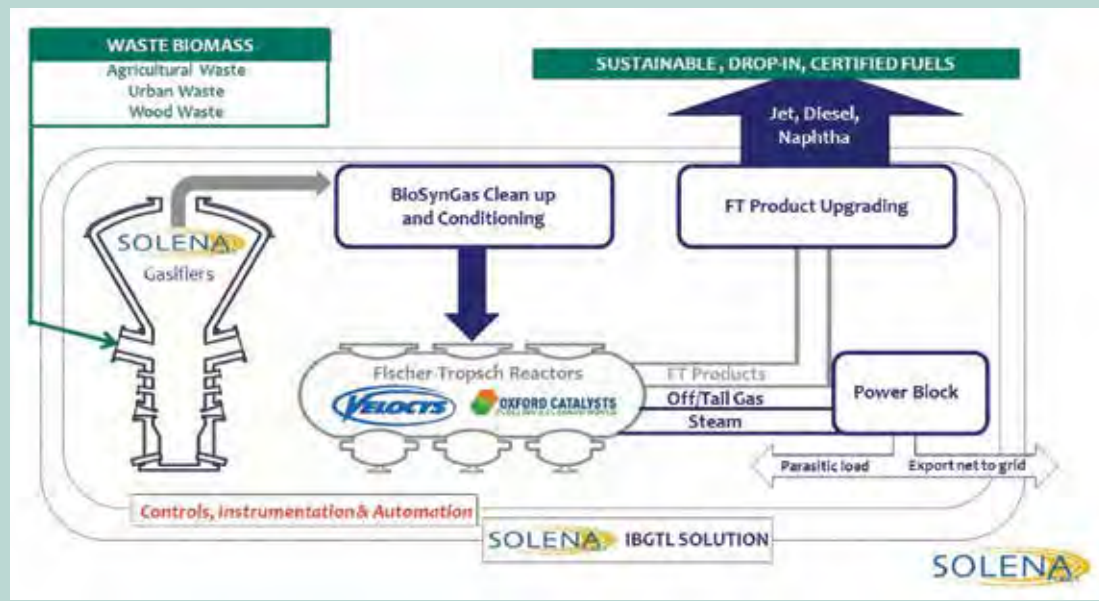 WASTE BIOMASS
Agricultural Waste
Urban Waste
Wood Waste
SUSTAINABLE, DROP-IN, CERTIFIED FUELS
Jet, Diesel,
Naphtha
BioSynGas Clean up
and Conditioning
FT Product Upgrading
SOLENA
Gasifiers
Fischer-Tropsch Reactors
VELOCYS
OXFORD CATALYSTS
FT Products
Off/Tail Gas
Steam
Power Block
Parasitic load
Export net to grid
Controls, Instrumentation & Automation
SOLENA IBGTL SOLUTION
SOLENA